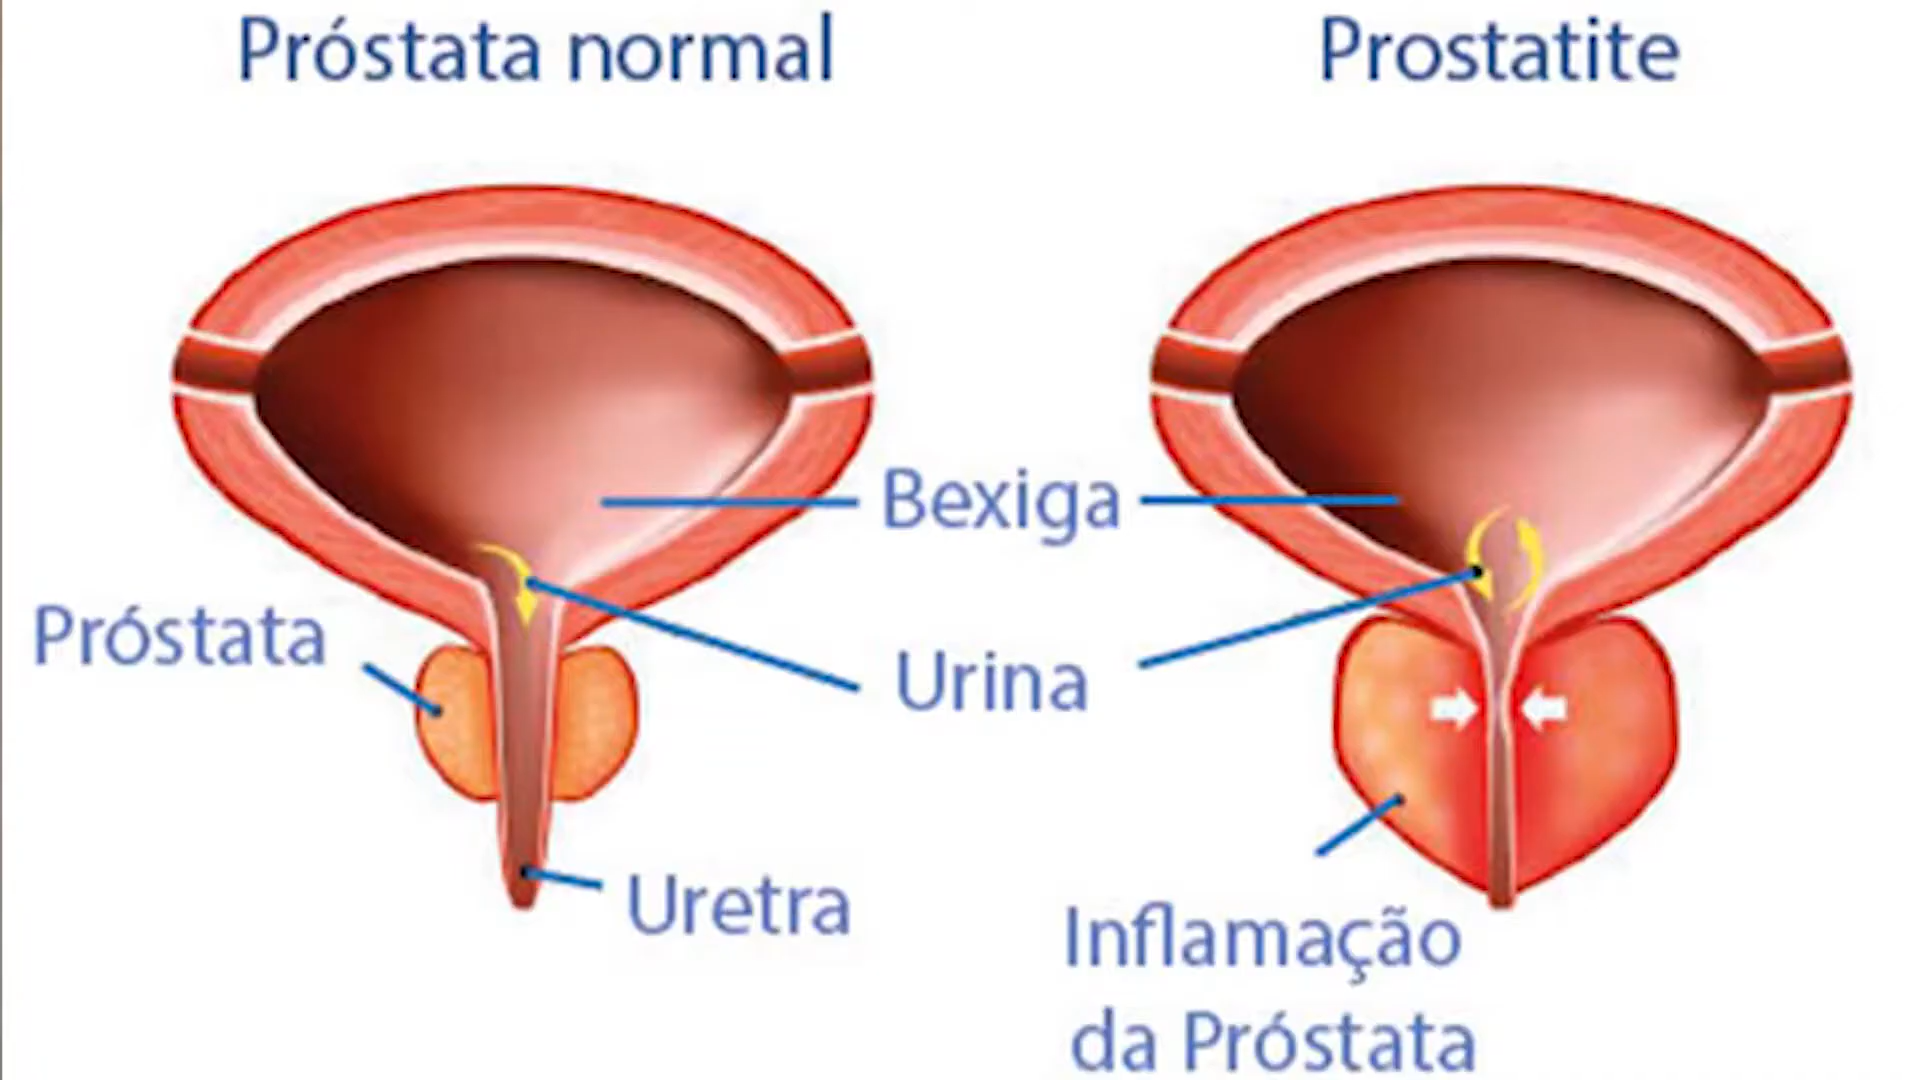 Próstata normal
Prostatite
Bexiga
Próstata
Urina
Uretra
Inflamação
da Próstata